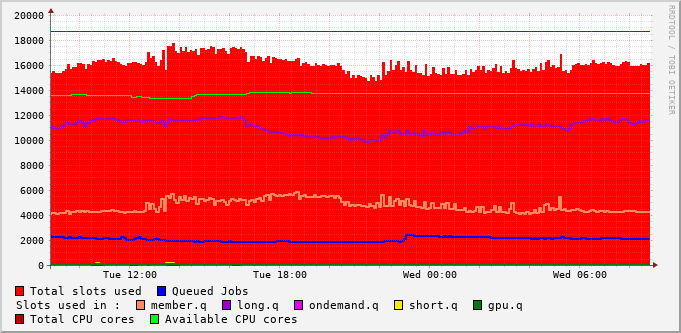 20000
18000
16000
14000
12000
10000
8000
6000
4000
2000
0
Tue 12:00 Tue 18:00 Wed 00:00 Wed 06:00
Total slots used Queued Jobs
Slots used in : member.q long.q ondemand.q short.q gpu.q
Total CPU cores Available CPU cores
RRDTOOL / TOBI OETIKER